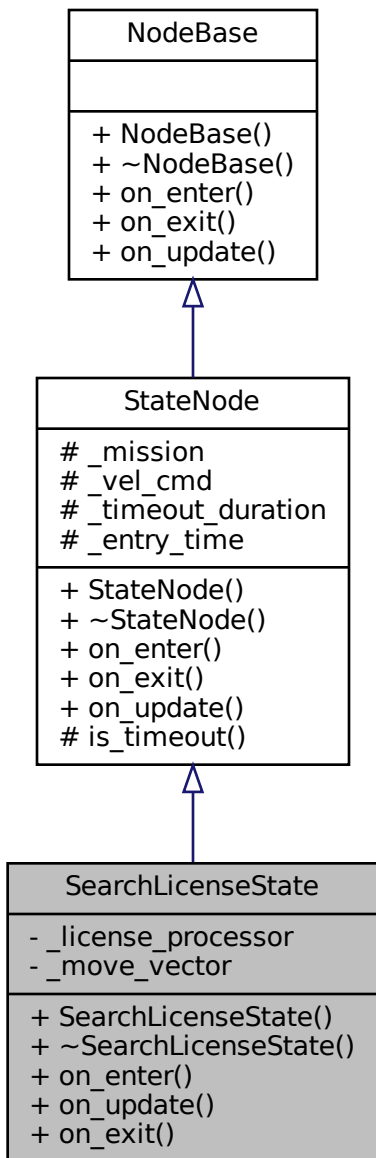 NodeBase
+ NodeBase()
+ ~NodeBase()
+ on_enter()
+ on_exit()
+ on_update()
StateNode
# _mission
# _vel_cmd
# _timeout_duration
# _entry_time
+ StateNode()
+ ~StateNode()
+ on_enter()
+ on_exit()
+ on_update()
# is_timeout()
SearchLicenseState
- _license_processor
- _move_vector
+ SearchLicenseState()
+ ~SearchLicenseState()
+ on_enter()
+ on_update()
+ on_exit()